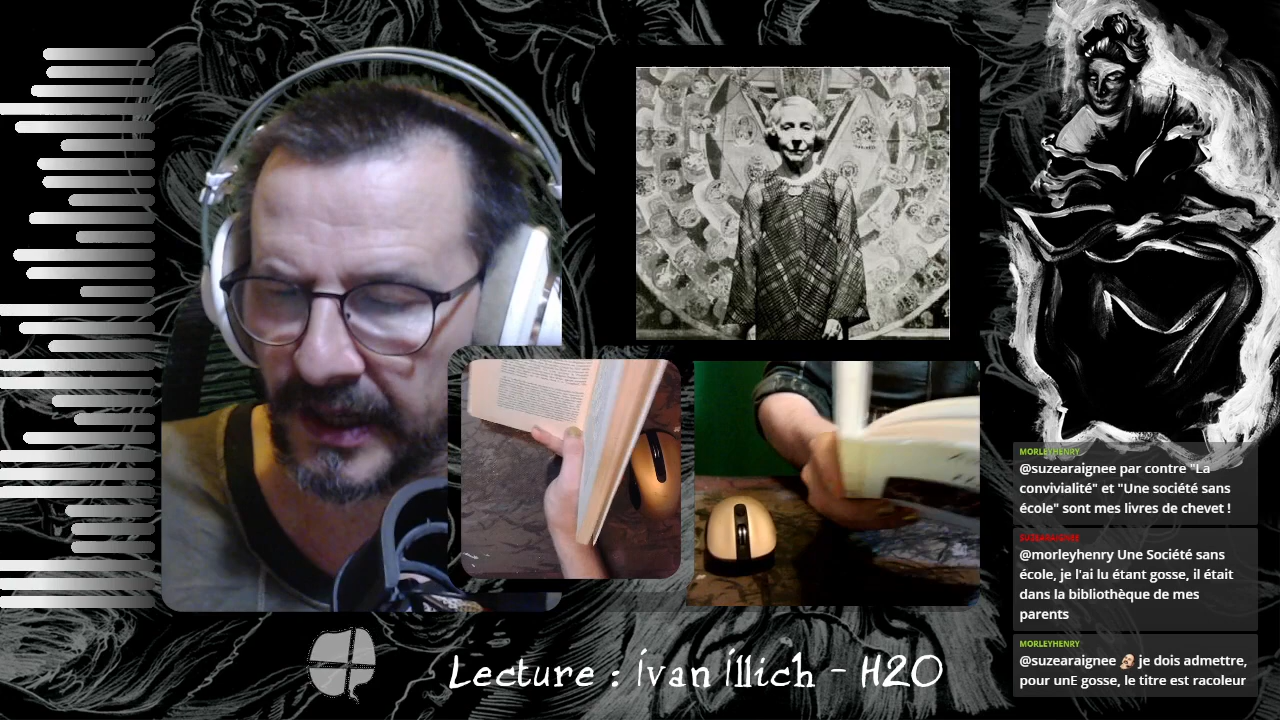 MORLEYHENRY
@suzearaignee par contre "La
convivialité" et "Une société sans
école" sont mes livres de chevet !
SUZEARAIGNEE
@morleyhenry Une Société sans
école, je l'ai lu étant gosse, il était
dans la bibliothèque de mes
parents
MORLEYHENRY
@suzearaignee je dois admettre,
pour unE gosse, le titre est racoleur
Lecture : Ivan Illich - H2O